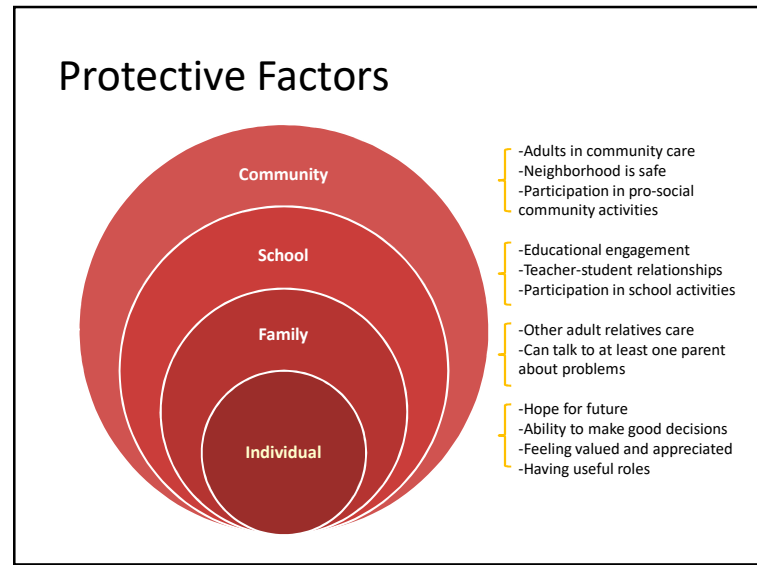 Protective Factors
Community
-Adults in community care
-Neighborhood is safe
-Participation in pro-social
community activities
School
-Educational engagement
-Teacher-student relationships
-Participation in school activities
Family
-Other adult relatives care
-Can talk to at least one parent
about problems
Individual
-Hope for future
-Ability to make good decisions
-Feeling valued and appreciated
-Having useful roles